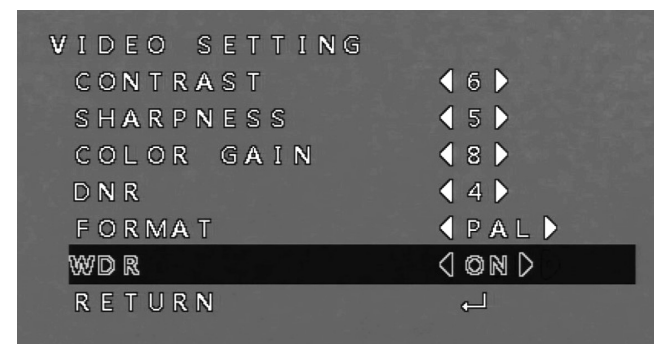 VIDEO SETTING
CONTRAST 6
SHARPNESS 5
COLOR GAIN 8
DNR 4
FORMAT PAL
WDR ON
RETURN